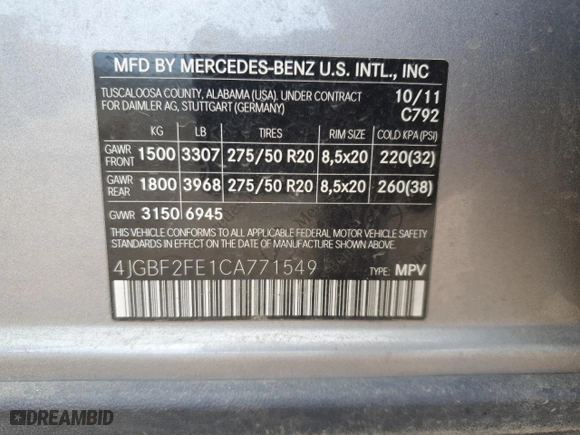 MFD BY MERCEDES-BENZ U.S. INTL., INC
TUSCALOOSA COUNTY, ALABAMA (USA), UNDER CONTRACT
FOR DAIMLER AG, STUTTGART (GERMANY)
10/11
C792
KG LB TIRES RIM SIZE COLD KPA (PSI)
GAWR FRONT 1500 3307 275/50 R20 8,5x20 220(32)
GAWR REAR 1800 3968 275/50 R20 8,5x20 260(38)
GVWR 3150 6945
THIS VEHICLE CONFORMS TO ALL APPLICABLE FEDERAL MOTOR VEHICLE SAFETY
STANDARDS IN EFFECT ON THE DATE OF MANUFACTURE SHOWN ABOVE.
4JGBF2FE1CA771549
TYPE: MPV
DREAMBID